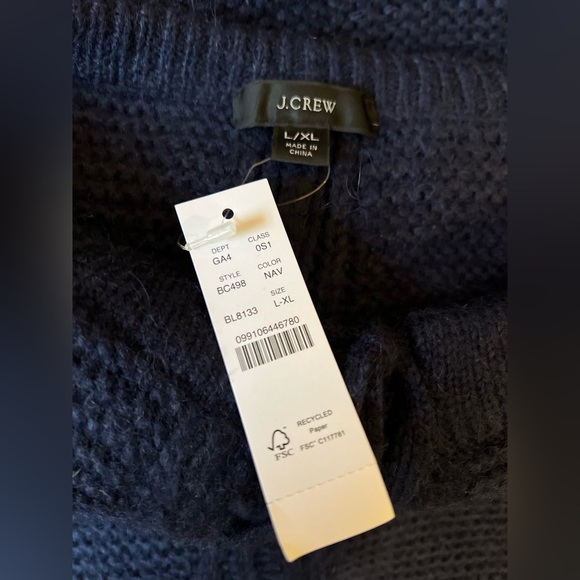 J.CREW
L/XL
MADE IN
CHINA
DEPT CLASS
GA4 0S1
STYLE COLOR
BC498 NAV
SIZE
BL8133 L-XL
099106446780
RECYCLED
Paper
FSC® C117781
FSC